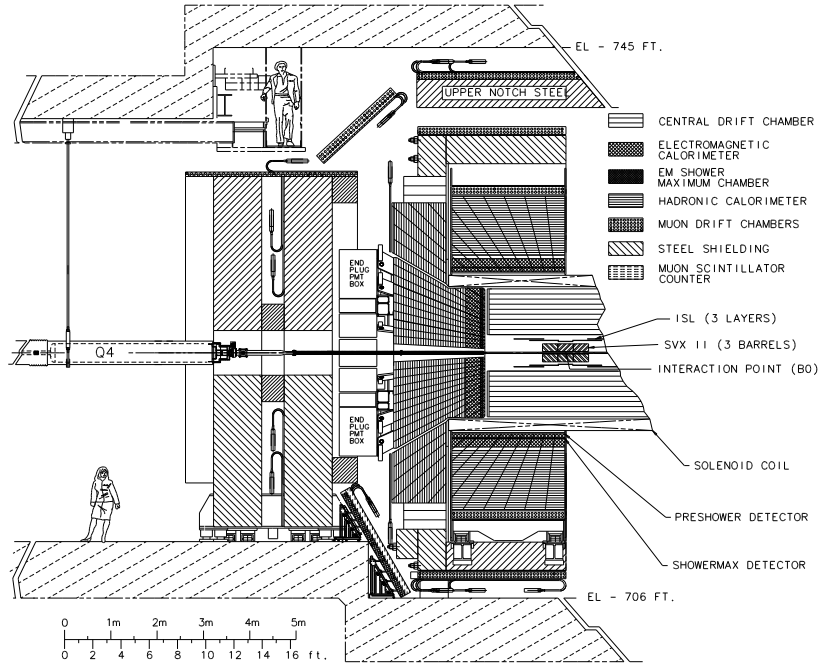 EL - 745 FT.
UPPER NOTCH STEEL
CENTRAL DRIFT CHAMBER
ELECTROMAGNETIC
CALORIMETER
EM SHOWER
MAXIMUM CHAMBER
HADRONIC CALORIMETER
MUON DRIFT CHAMBERS
STEEL SHIELDING
MUON SCINTILLATOR
COUNTER
END
PLUG
PMT
BOX
ISL (3 LAYERS)
SVX II (3 BARRELS)
INTERACTION POINT (B0)
Q4
END
PLUG
PMT
BOX
SOLENOID COIL
PRESHOWER DETECTOR
SHOWERMAX DETECTOR
EL - 706 FT.
0 1m 2m 3m 4m 5m
0 2 4 6 8 10 12 14 16 ft.